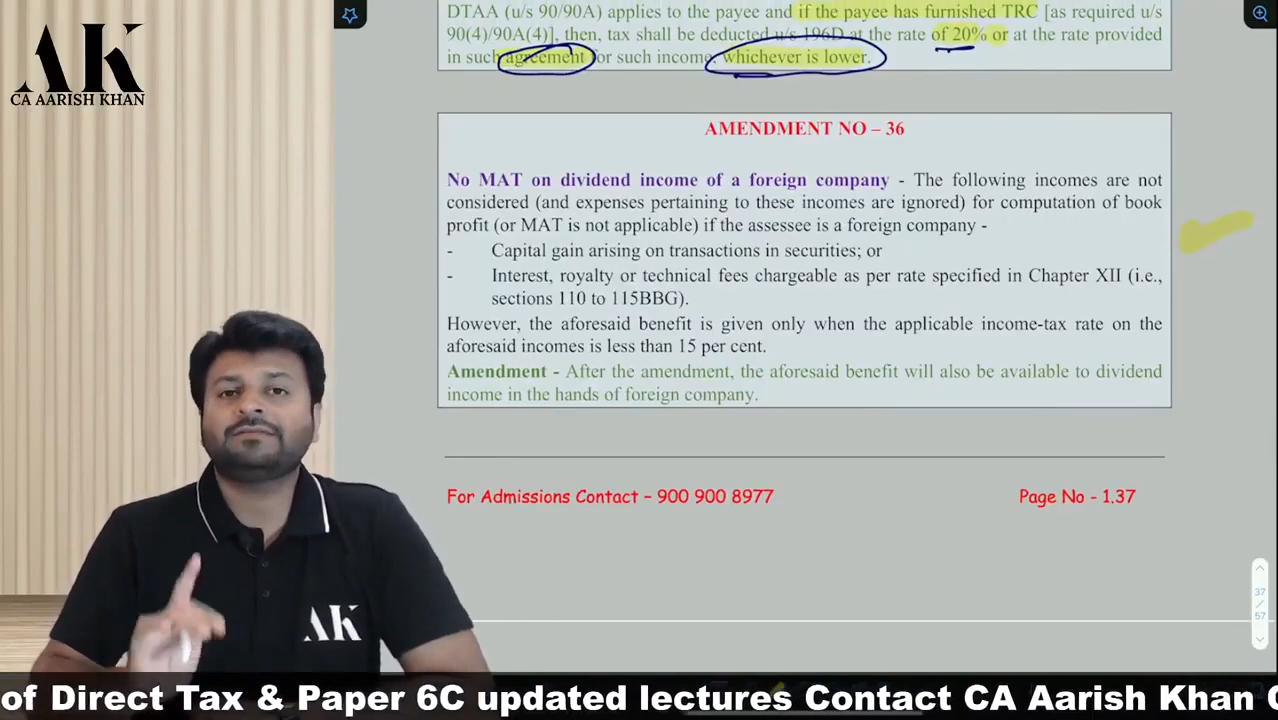 AK
CA AARISH KHAN
DTAA (u/s 90/90A) applies to the payee and if the payee has furnished TRC [as required u/s
90(4)/90A(4)], then, tax shall be deducted u/s 196D at the rate of 20% or at the rate provided
in such agreement for such income, whichever is lower.
AMENDMENT NO – 36
No MAT on dividend income of a foreign company - The following incomes are not
considered (and expenses pertaining to these incomes are ignored) for computation of book
profit (or MAT is not applicable) if the assessee is a foreign company -
- Capital gain arising on transactions in securities; or
- Interest, royalty or technical fees chargeable as per rate specified in Chapter XII (i.e.,
sections 110 to 115BBG).
However, the aforesaid benefit is given only when the applicable income-tax rate on the
aforesaid incomes is less than 15 per cent.
Amendment - After the amendment, the aforesaid benefit will also be available to dividend
income in the hands of foreign company.
For Admissions Contact – 900 900 8977 Page No - 1.37
37
/
57
AK
of Direct Tax & Paper 6C updated lectures Contact CA Aarish Khan